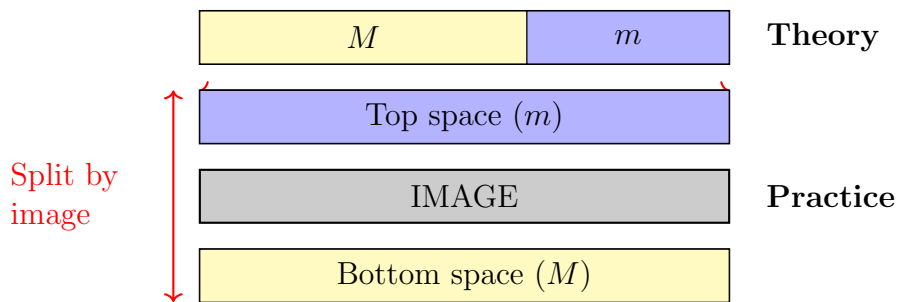 M m Theory
Top space (m)
Split by
image
IMAGE Practice
Bottom space (M)